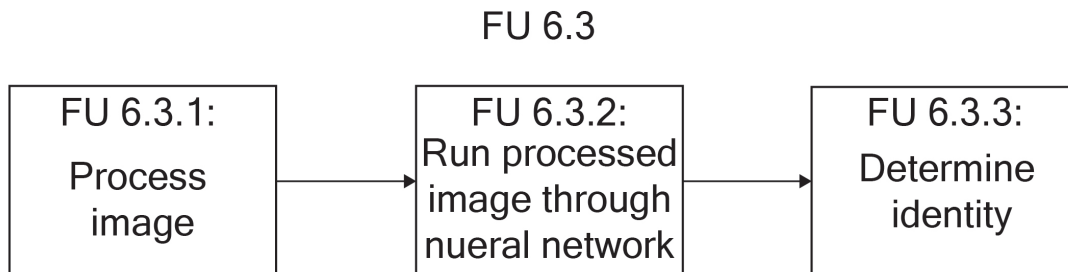 FU 6.3
FU 6.3.1:
Process
image
FU 6.3.2:
Run processed
image through
nueral network
FU 6.3.3:
Determine
identity